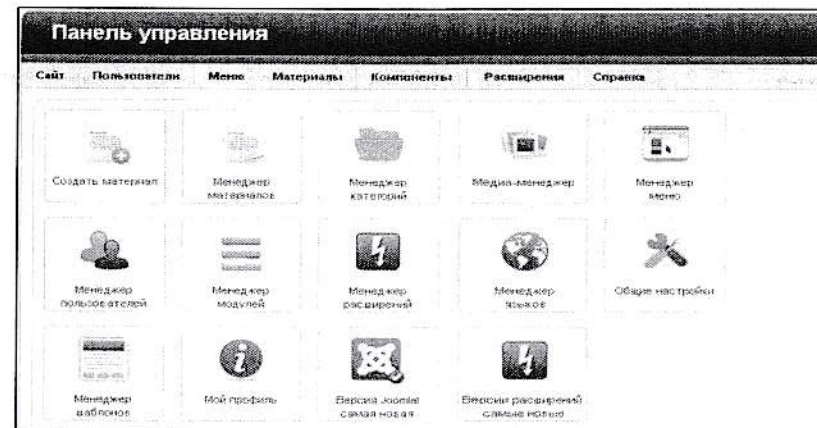 Панель управления
Сайт Пользователи Меню Материалы Компоненты Расширения Справка
Создать материал
Менеджер материалов
Менеджер категорий
Медиа-менеджер
Менеджер меню
Менеджер пользователей
Менеджер модулей
Менеджер расширений
Менеджер языков
Общие настройки
Менеджер шаблонов
Мой профиль
Версия Joomla! самая новая
Версии расширений самые новые